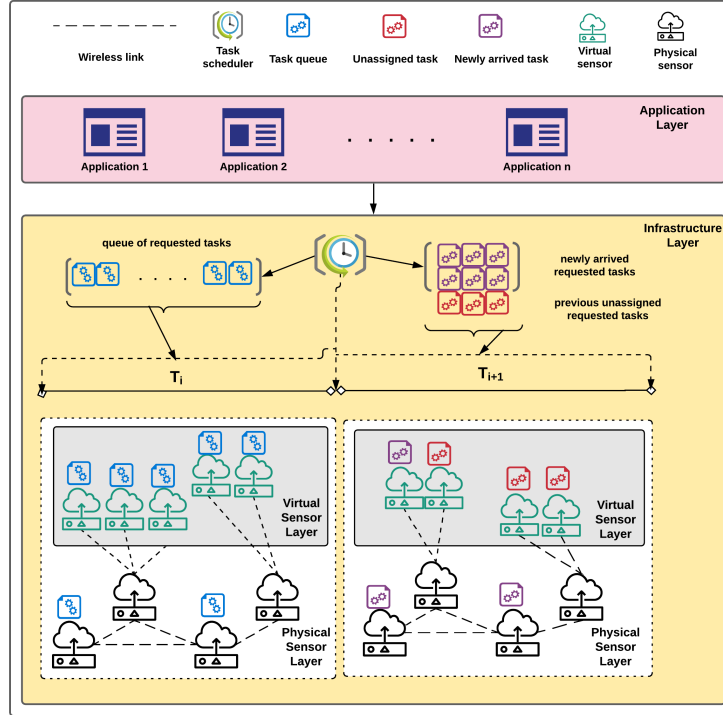 Wireless link
Task
scheduler
Task queue
Unassigned task
Newly arrived task
Virtual
sensor
Physical
sensor
Application
Layer
Application 1
Application 2
. . . . .
Application n
Infrastructure
Layer
queue of requested tasks
. . . .
newly arrived
requested tasks
previous unassigned
requested tasks
Ti
Ti+1
Virtual
Sensor
Layer
Virtual
Sensor
Layer
Physical
Sensor
Layer
Physical
Sensor
Layer